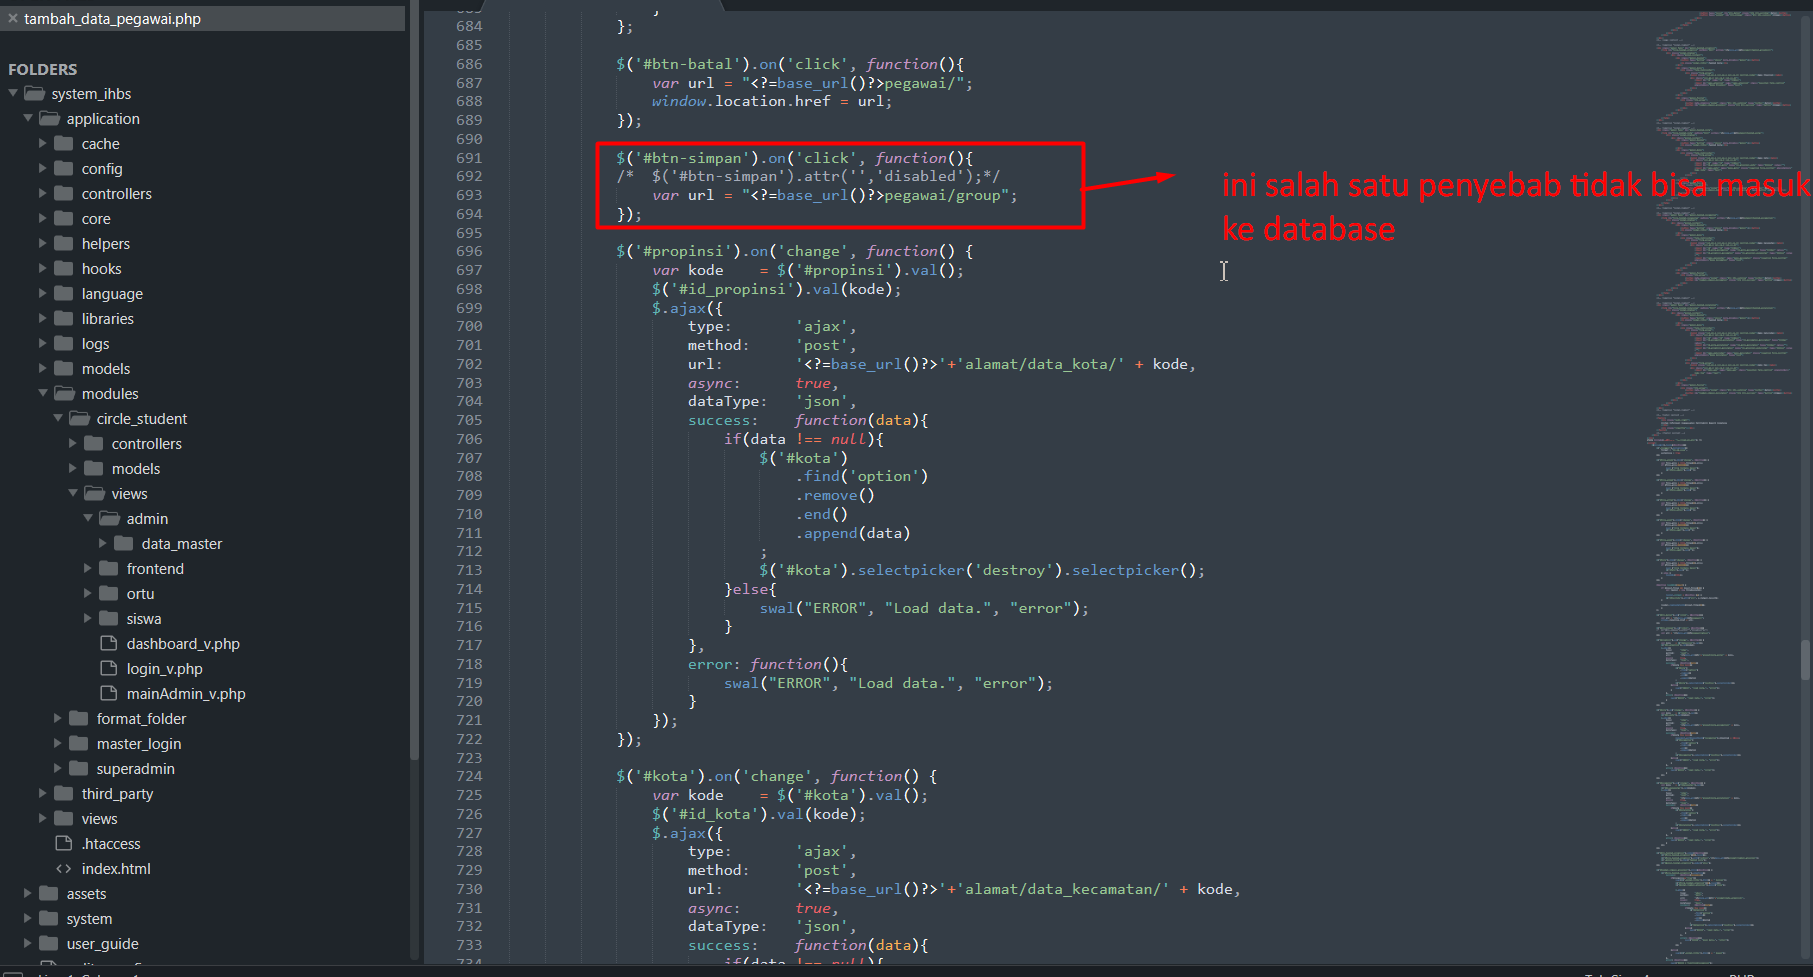 tambah_data_pegawai.php
FOLDERS
system_ihbs
application
cache
config
controllers
core
helpers
hooks
language
libraries
logs
models
modules
circle_student
controllers
models
views
admin
data_master
frontend
ortu
siswa
dashboard_v.php
login_v.php
mainAdmin_v.php
format_folder
master_login
superadmin
third_party
views
.htaccess
<> index.html
assets
system
user_guide
684 };
685
686 $('#btn-batal').on('click', function(){
687 var url = "<?=base_url()?>pegawai/";
688 window.location.href = url;
689 });
690
691 $('#btn-simpan').on('click', function(){
692 /* $('#btn-simpan').attr('','disabled');*/
693 var url = "<?=base_url()?>pegawai/group";
694 });
695
696 $('#propinsi').on('change', function() {
697 var kode = $('#propinsi').val();
698 $('#id_propinsi').val(kode);
699 $.ajax({
700 type: 'ajax',
701 method: 'post',
702 url: '<?=base_url()?>'+'alamat/data_kota/' + kode,
703 async: true,
704 dataType: 'json',
705 success: function(data){
706 if(data !== null){
707 $('#kota')
708 .find('option')
709 .remove()
710 .end()
711 .append(data)
712 ;
713 $('#kota').selectpicker('destroy').selectpicker();
714 }else{
715 swal("ERROR", "Load data.", "error");
716 }
717 },
718 error: function(){
719 swal("ERROR", "Load data.", "error");
720 }
721 });
722 });
723
724 $('#kota').on('change', function() {
725 var kode = $('#kota').val();
726 $('#id_kota').val(kode);
727 $.ajax({
728 type: 'ajax',
729 method: 'post',
730 url: '<?=base_url()?>'+'alamat/data_kecamatan/' + kode,
731 async: true,
732 dataType: 'json',
733 success: function(data){
734 if(data !== null){
ini salah satu penyebab tidak bisa masuk
ke database